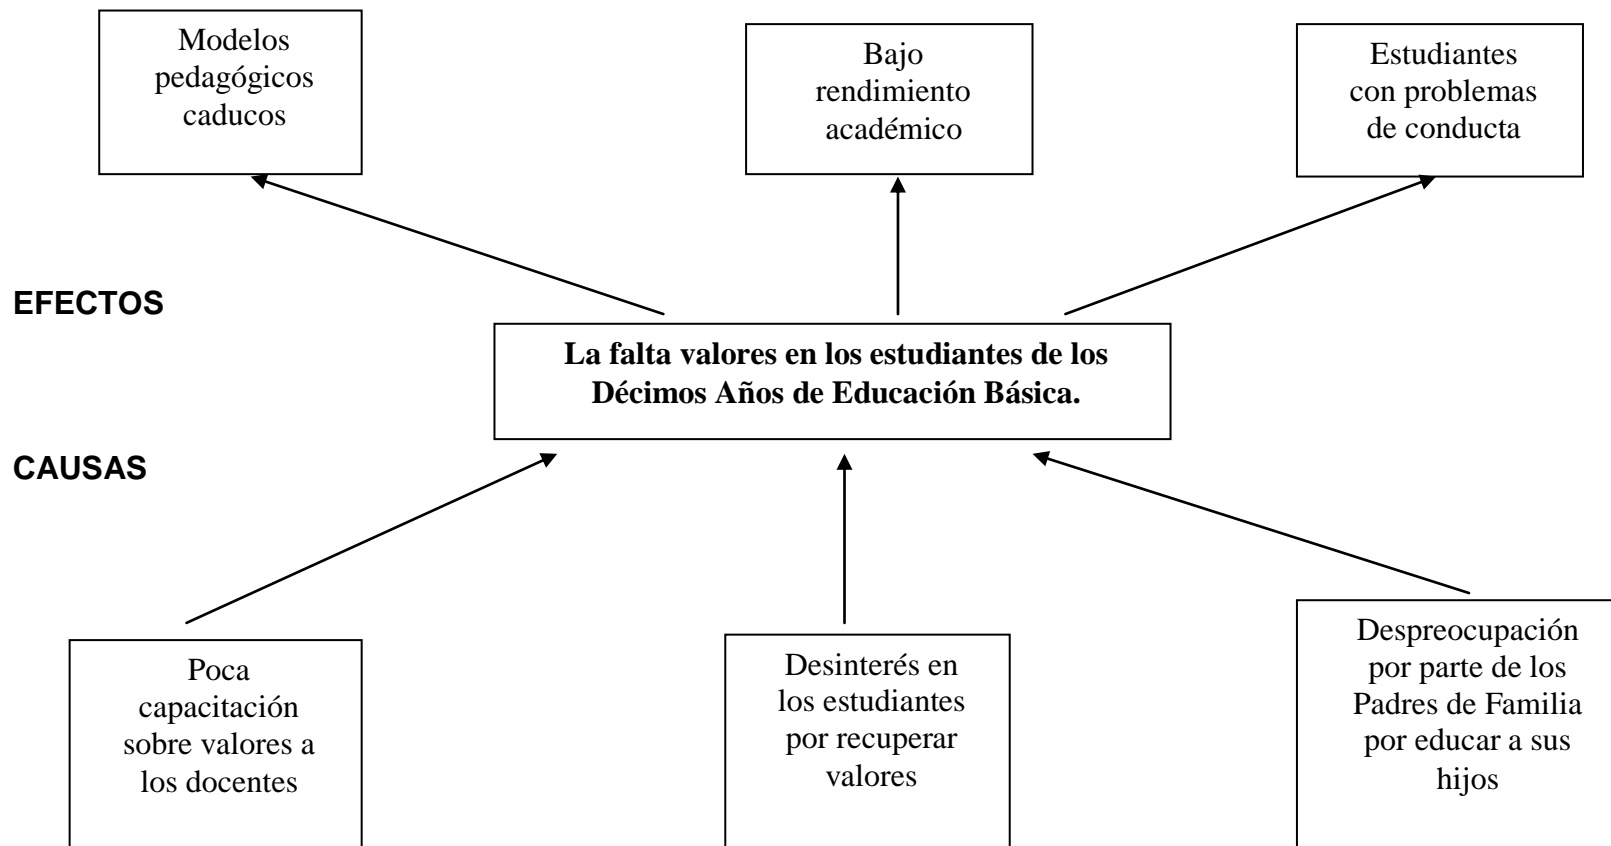 Modelos
pedagógicos
caducos
Bajo
rendimiento
académico
Estudiantes
con problemas
de conducta
EFECTOS
La falta valores en los estudiantes de los
Décimos Años de Educación Básica.
CAUSAS
Poca
capacitación
sobre valores a
los docentes
Desinterés en
los estudiantes
por recuperar
valores
Despreocupación
por parte de los
Padres de Familia
por educar a sus
hijos